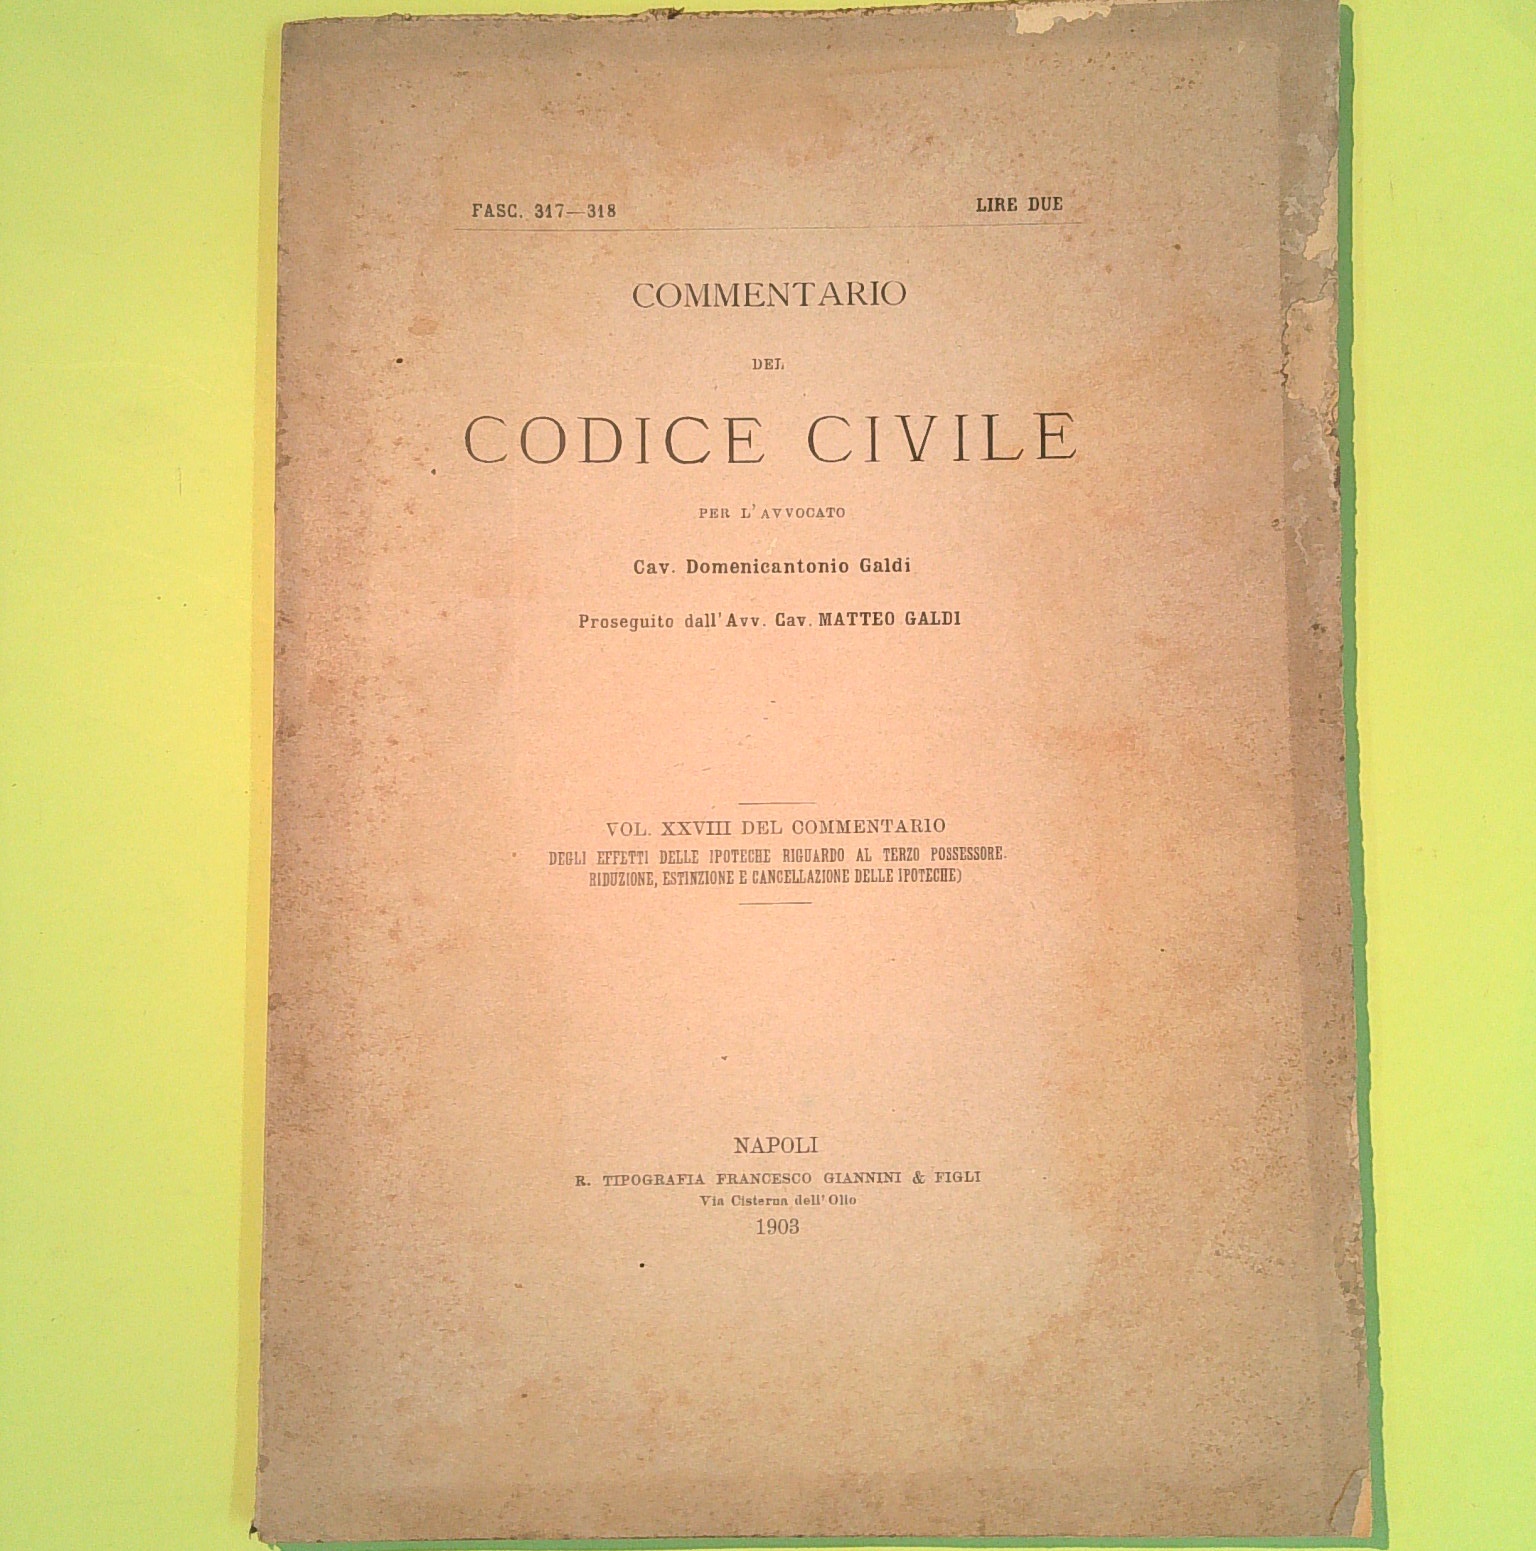 FASC. 317—318
LIRE DUE
COMMENTARIO
DEL
CODICE CIVILE
PER L'AVVOCATO
Cav. Domenicantonio Galdi
Proseguito dall'Avv. Cav. MATTEO GALDI
VOL. XXVIII DEL COMMENTARIO
DEGLI EFFETTI DELLE IPOTECHE RIGUARDO AL TERZO POSSESSORE.
RIDUZIONE, ESTINZIONE E CANCELLAZIONE DELLE IPOTECHE)
NAPOLI
R. TIPOGRAFIA FRANCESCO GIANNINI & FIGLI
Via Cisterna dell'Olio
1903